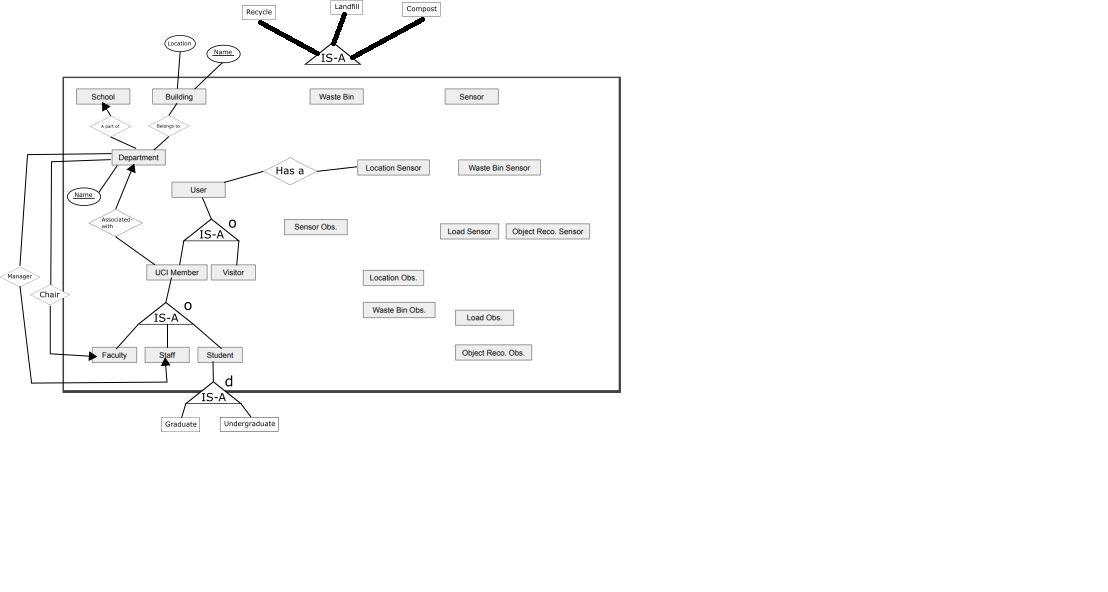 Recycle
Landfill
Compost
IS-A
Location
Name
School
Building
Waste Bin
Sensor
A part of
Belongs to
Department
Has a
Location Sensor
Waste Bin Sensor
User
Name
Associated-
with
o
IS-A
Sensor Obs.
Load Sensor
Object Reco. Sensor
UCI Member
Visitor
Manager
Chair
Location Obs.
o
IS-A
Waste Bin Obs.
Load Obs.
Faculty
Staff
Student
Object Reco. Obs.
d
IS-A
Graduate
Undergraduate